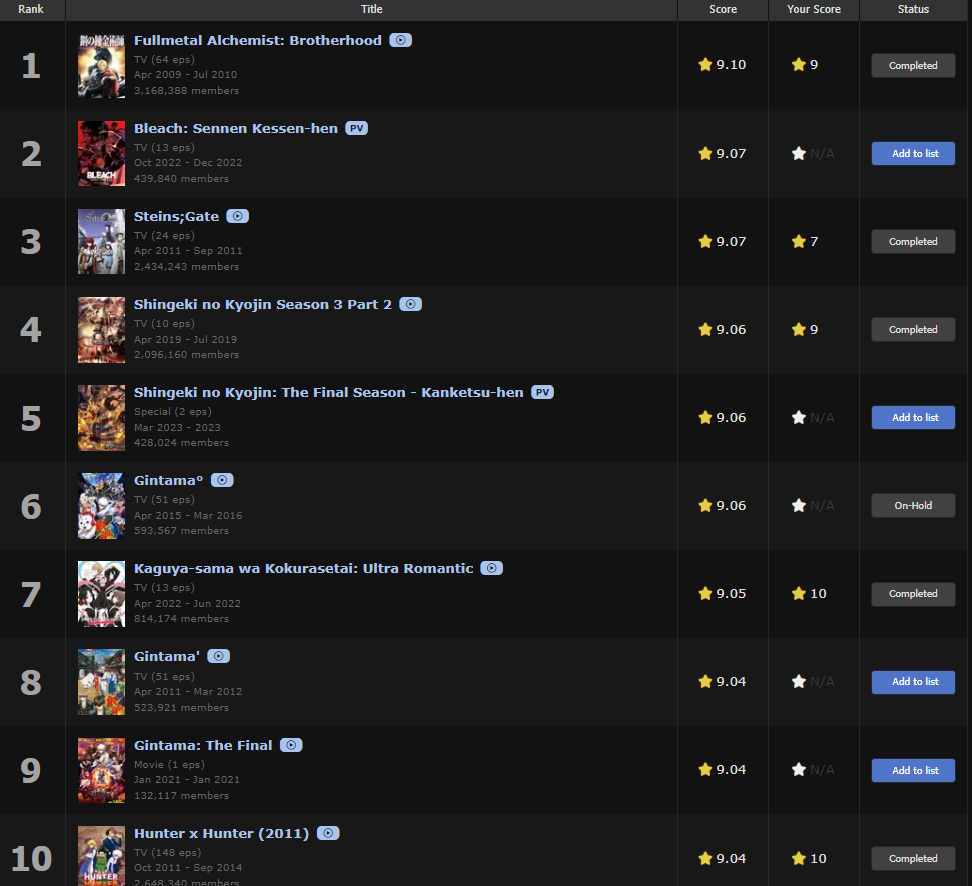 Rank Title Score Your Score Status
1
鋼の錬金術師
Fullmetal Alchemist: Brotherhood
TV (64 eps)
Apr 2009 - Jul 2010
3,168,388 members
9.10
9
Completed
2
BLEACH
Bleach: Sennen Kessen-hen PV
TV (13 eps)
Oct 2022 - Dec 2022
439,840 members
9.07
N/A
Add to list
3
Steins;Gate
TV (24 eps)
Apr 2011 - Sep 2011
2,434,243 members
9.07
7
Completed
4
Shingeki no Kyojin Season 3 Part 2
TV (10 eps)
Apr 2019 - Jul 2019
2,096,160 members
9.06
9
Completed
5
Shingeki no Kyojin: The Final Season - Kanketsu-hen PV
Special (2 eps)
Mar 2023 - 2023
428,024 members
9.06
N/A
Add to list
6
Gintama°
TV (51 eps)
Apr 2015 - Mar 2016
593,567 members
9.06
N/A
On-Hold
7
Kaguya-sama wa Kokurasetai: Ultra Romantic
TV (13 eps)
Apr 2022 - Jun 2022
814,174 members
9.05
10
Completed
8
Gintama'
TV (51 eps)
Apr 2011 - Mar 2012
523,921 members
9.04
N/A
Add to list
9
Gintama: The Final
Movie (1 eps)
Jan 2021 - Jan 2021
132,117 members
9.04
N/A
Add to list
10
HUNTER
HUNTER
Hunter x Hunter (2011)
TV (148 eps)
Oct 2011 - Sep 2014
2,648,340 members
9.04
10
Completed